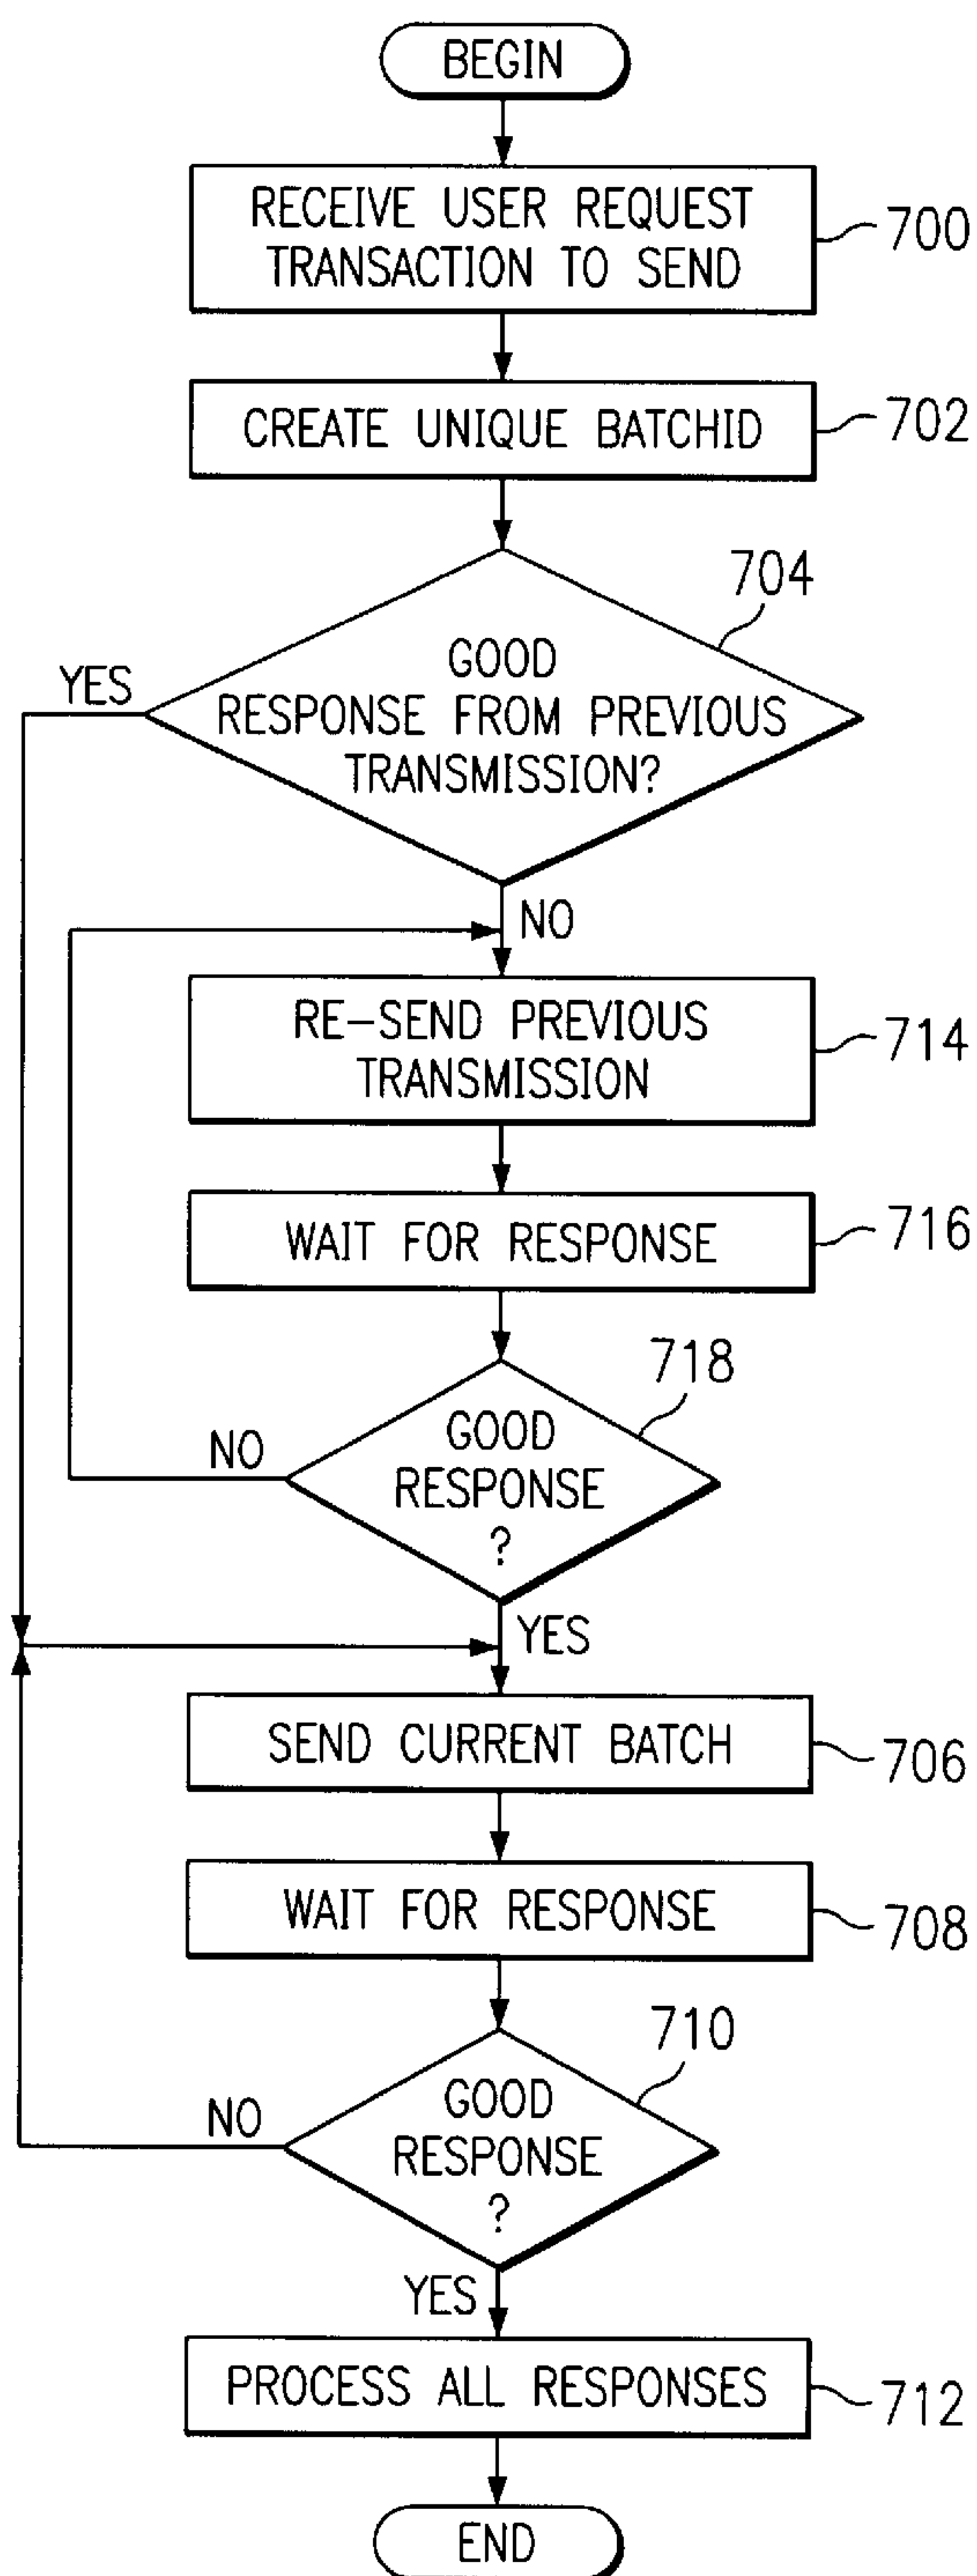 BEGIN
RECEIVE USER REQUEST
TRANSACTION TO SEND
700
CREATE UNIQUE BATCHID
702
704
GOOD
RESPONSE FROM PREVIOUS
TRANSMISSION?
YES
NO
RE-SEND PREVIOUS
TRANSMISSION
714
WAIT FOR RESPONSE
716
718
GOOD
RESPONSE
?
NO
YES
SEND CURRENT BATCH
706
WAIT FOR RESPONSE
708
710
GOOD
RESPONSE
?
NO
YES
PROCESS ALL RESPONSES
712
END